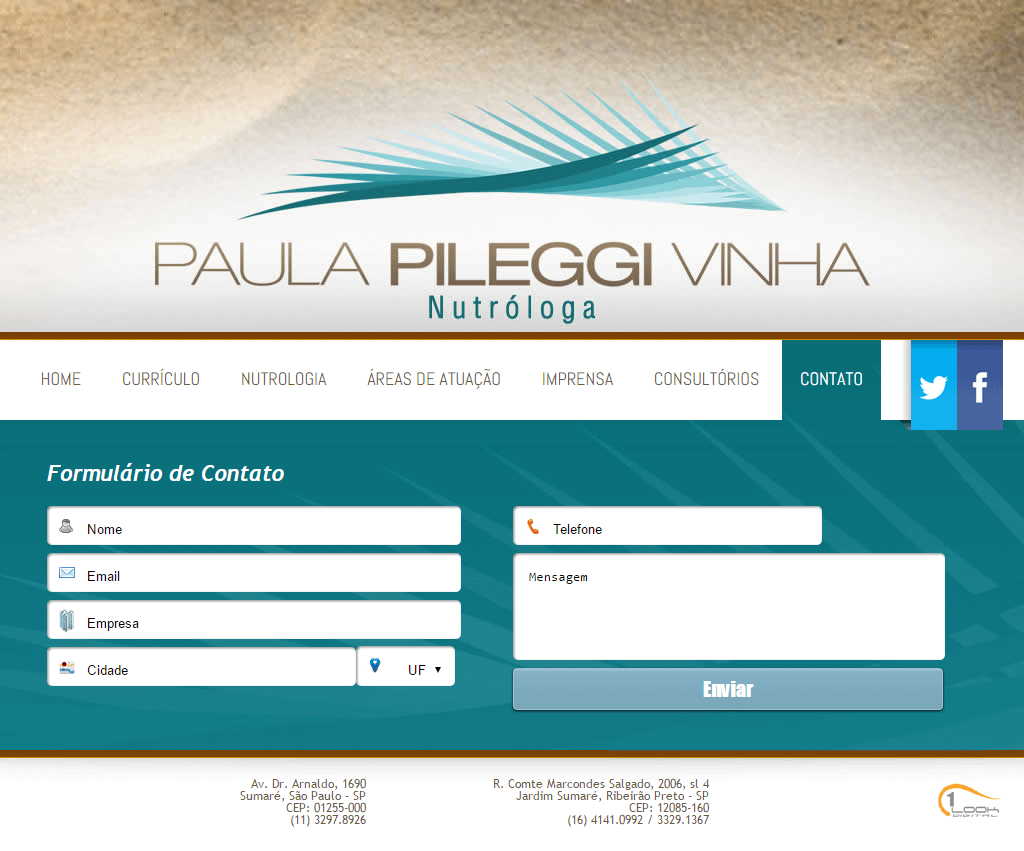 PAULA PILEGGI VINHA
Nutróloga
HOME
CURRÍCULO
NUTROLOGIA
ÁREAS DE ATUAÇÃO
IMPRENSA
CONSULTÓRIOS
CONTATO
Formulário de Contato
Nome
Email
Empresa
Cidade
UF
Telefone
Mensagem
Enviar
Av. Dr. Arnaldo, 1690
Sumaré, São Paulo - SP
CEP: 01255-000
(11) 3297.8926
R. Comte Marcondes Salgado, 2006, sl 4
Jardim Sumaré, Ribeirão Preto - SP
CEP: 12085-160
(16) 4141.0992 / 3329.1367
1
LOOK
DIGITAL